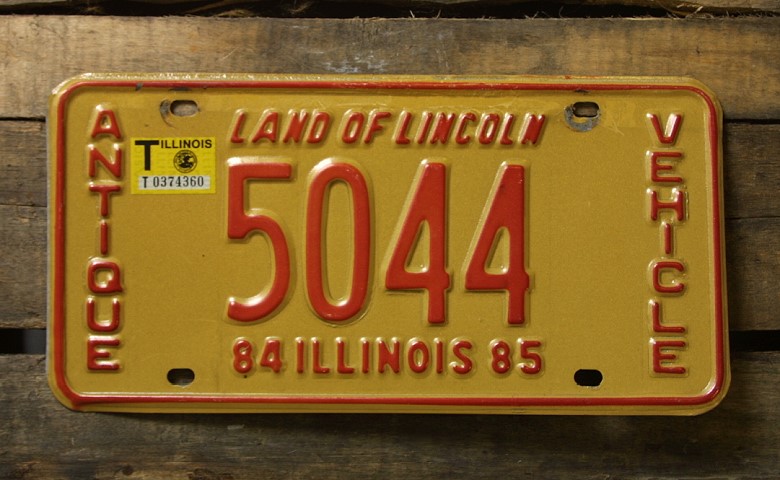 LAND OF LINCOLN
ANTIQUE
T ILLINOIS
T 0374360
5044
VEHICLE
84 ILLINOIS 85